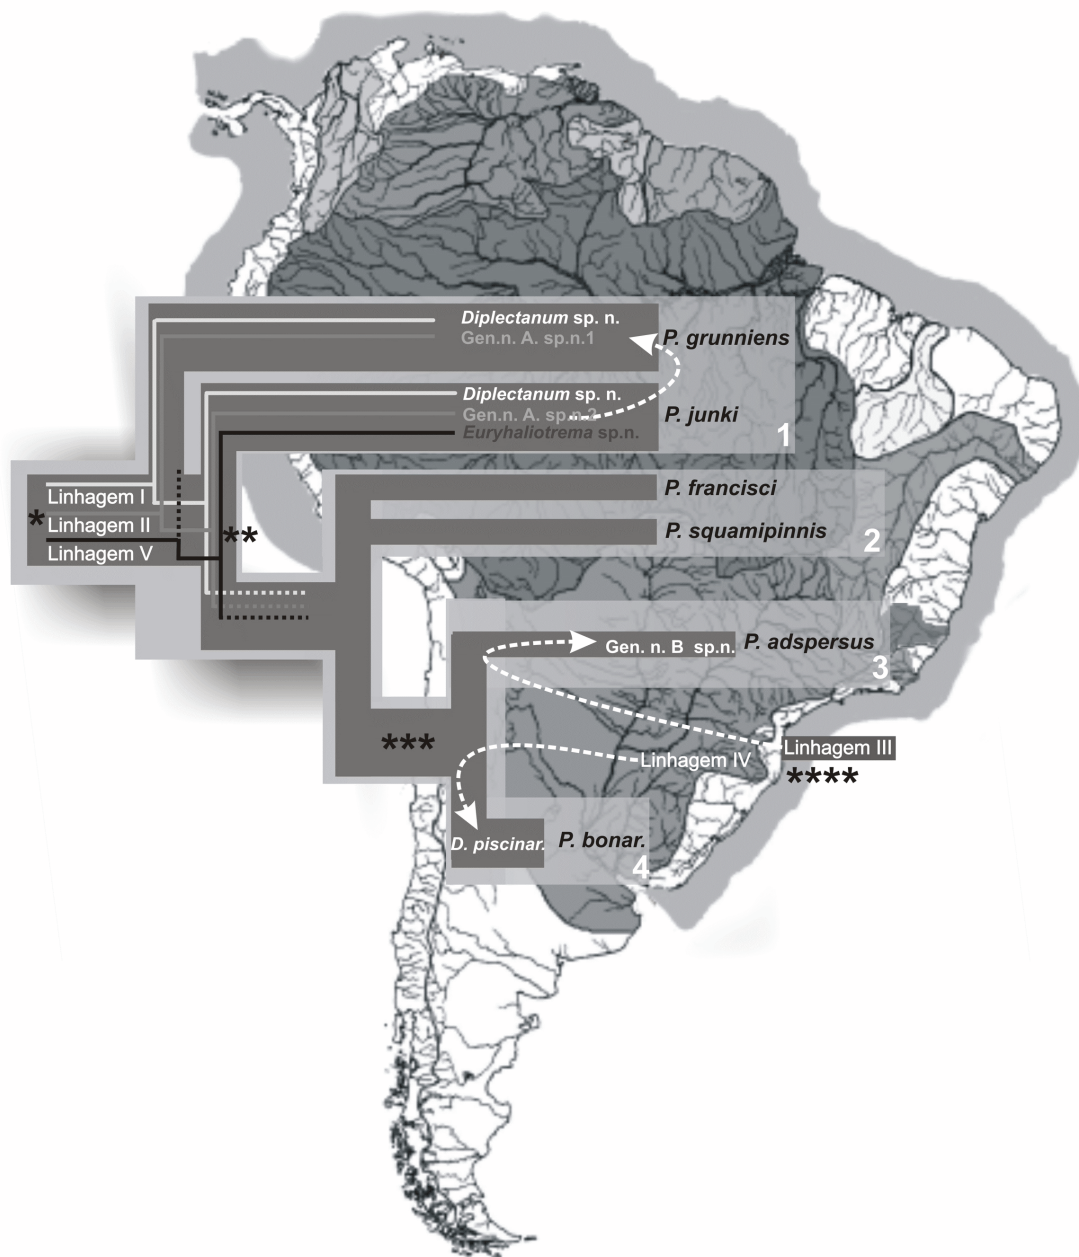 Diplectanum sp. n.
Gen.n. A. sp.n.1
P. grunniens
Diplectanum sp. n.
Gen.n. A. sp.n.2
P. junki
Euryhaliotrema sp.n.
1
P. francisci
Linhagem I
*
Linhagem II
**
P. squamipinnis
2
Linhagem V
Gen. n. B sp.n.
P. adspersus
3
***
Linhagem III
Linhagem IV
****
D. piscinar.
P. bonar.
4